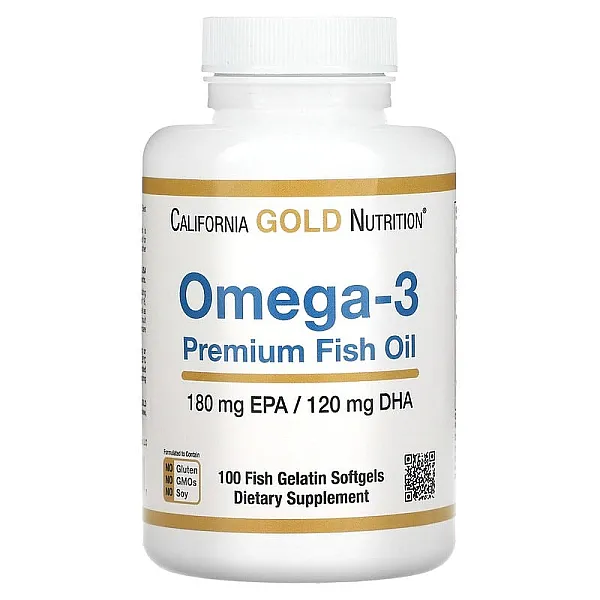 CALIFORNIA GOLD NUTRITION®
Omega-3
Premium Fish Oil
180 mg EPA / 120 mg DHA
Formulated to Contain
NO Gluten
NO GMOs
NO Soy
100 Fish Gelatin Softgels
Dietary Supplement